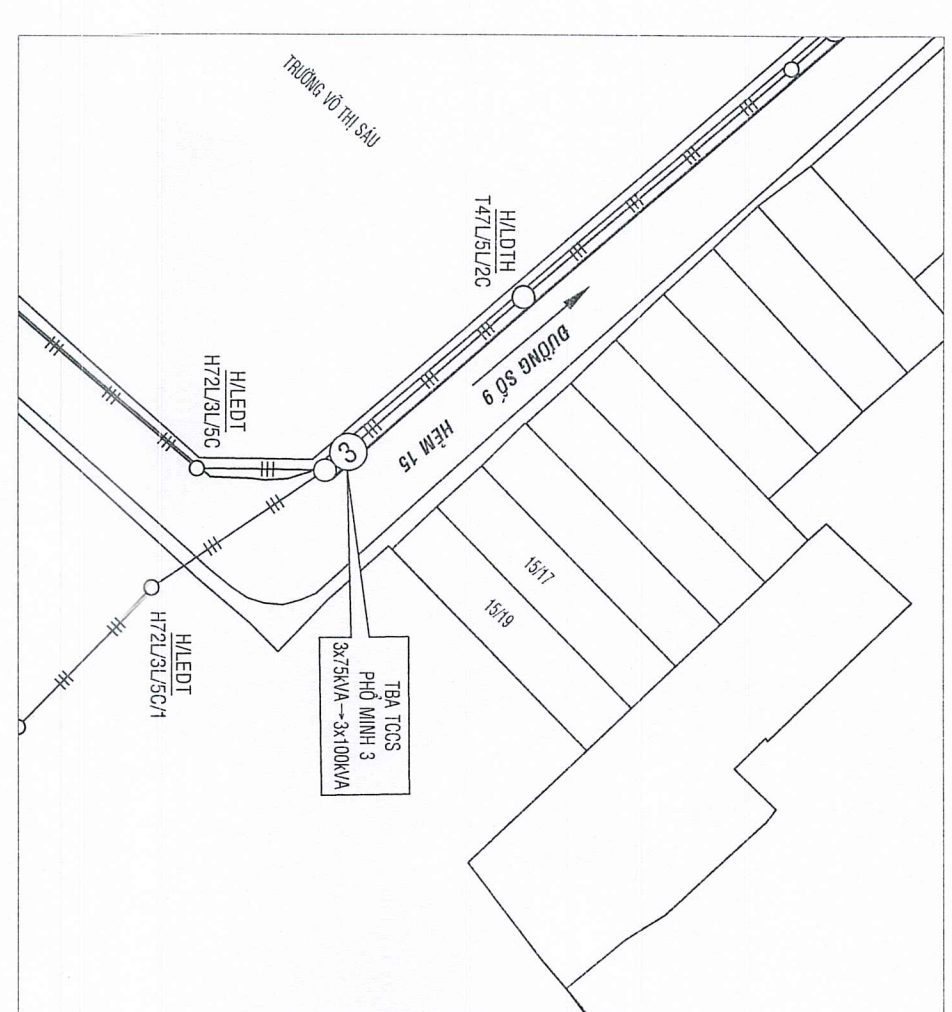 TRƯỜNG VÕ THỊ SÁU
H/LDTH
T47L/5L/2C
ĐƯỜNG SỐ 9
HẺM 15
3
H/LEDT
H72L/3L/5C
15/17
15/19
H/LEDT
H72L/3L/5C/1
TBA TCCS
PHỔ MINH 3
3x75kVA→3x100kVA